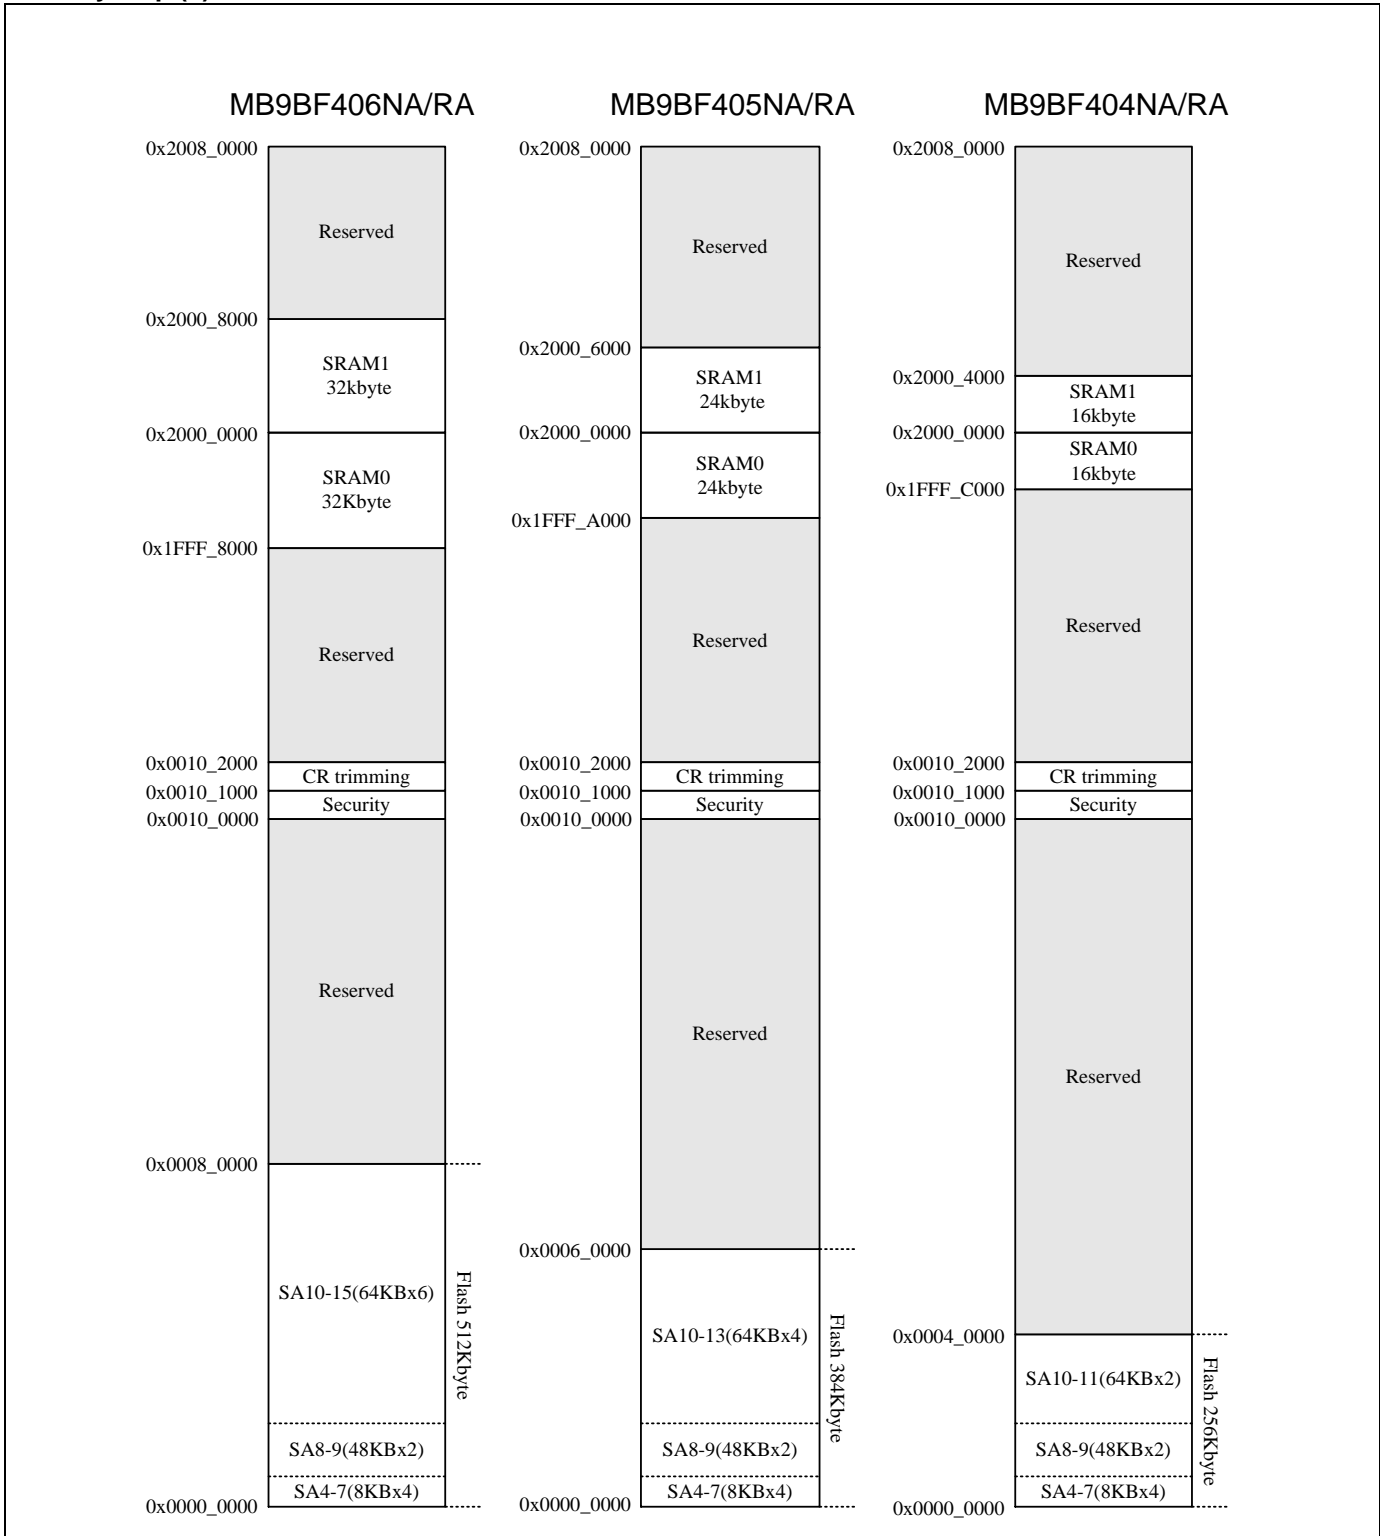 MB9BF406NA/RA
0x2008_0000
Reserved
0x2000_8000
SRAM1
32kbyte
0x2000_0000
SRAM0
32Kbyte
0x1FFF_8000
Reserved
0x0010_2000
CR trimming
0x0010_1000
Security
0x0010_0000
Reserved
0x0008_0000
SA10-15(64KBx6)
Flash 512Kbyte
SA8-9(48KBx2)
SA4-7(8KBx4)
0x0000_0000
MB9BF405NA/RA
0x2008_0000
Reserved
0x2000_6000
SRAM1
24kbyte
0x2000_0000
SRAM0
24kbyte
0x1FFF_A000
Reserved
0x0010_2000
CR trimming
0x0010_1000
Security
0x0010_0000
Reserved
0x0006_0000
SA10-13(64KBx4)
Flash 384Kbyte
SA8-9(48KBx2)
SA4-7(8KBx4)
0x0000_0000
MB9BF404NA/RA
0x2008_0000
Reserved
0x2000_4000
SRAM1
16kbyte
0x2000_0000
SRAM0
16kbyte
0x1FFF_C000
Reserved
0x0010_2000
CR trimming
0x0010_1000
Security
0x0010_0000
Reserved
0x0004_0000
SA10-11(64KBx2)
Flash 256Kbyte
SA8-9(48KBx2)
SA4-7(8KBx4)
0x0000_0000